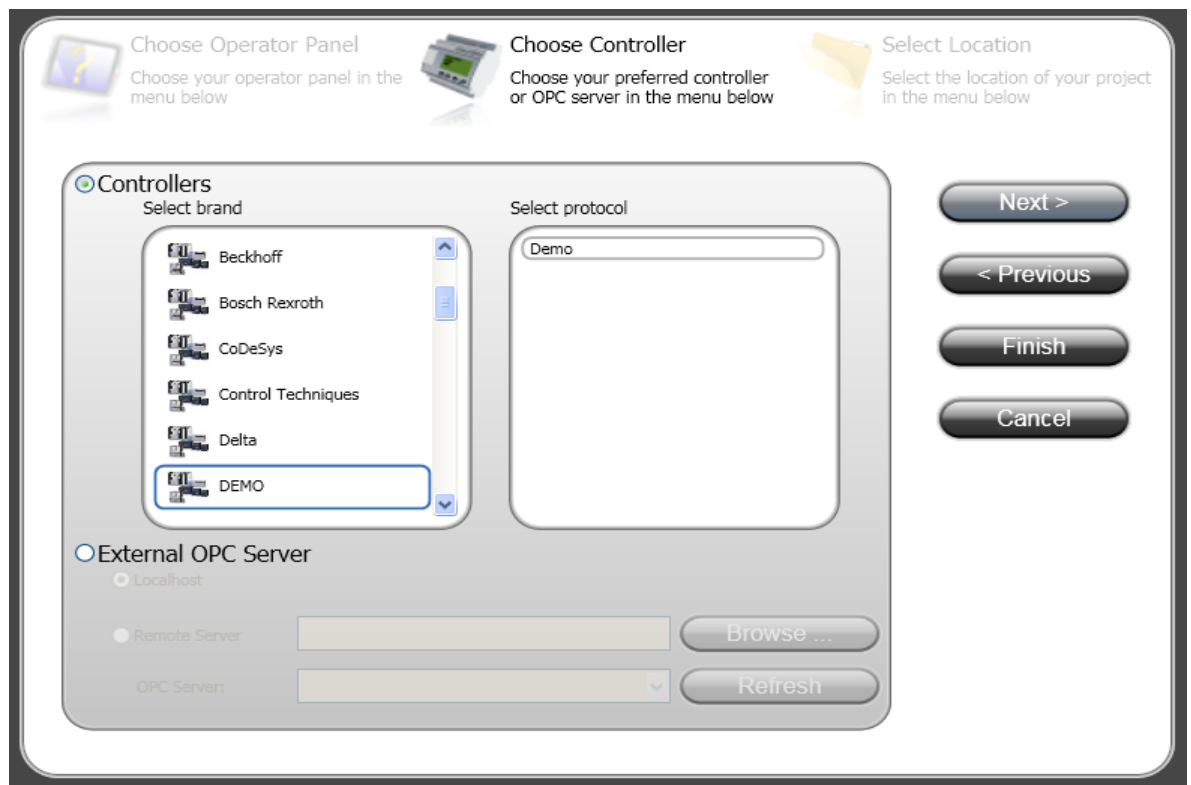 Choose Operator Panel
Choose your operator panel in the
menu below
Choose Controller
Choose your preferred controller
or OPC server in the menu below
Select Location
Select the location of your project
in the menu below
Controllers
Select brand
Select protocol
Beckhoff
Bosch Rexroth
CoDeSys
Control Techniques
Delta
DEMO
Demo
External OPC Server
Localhost
Remote Server
Browse ...
OPC Server:
Refresh
Next >
< Previous
Finish
Cancel